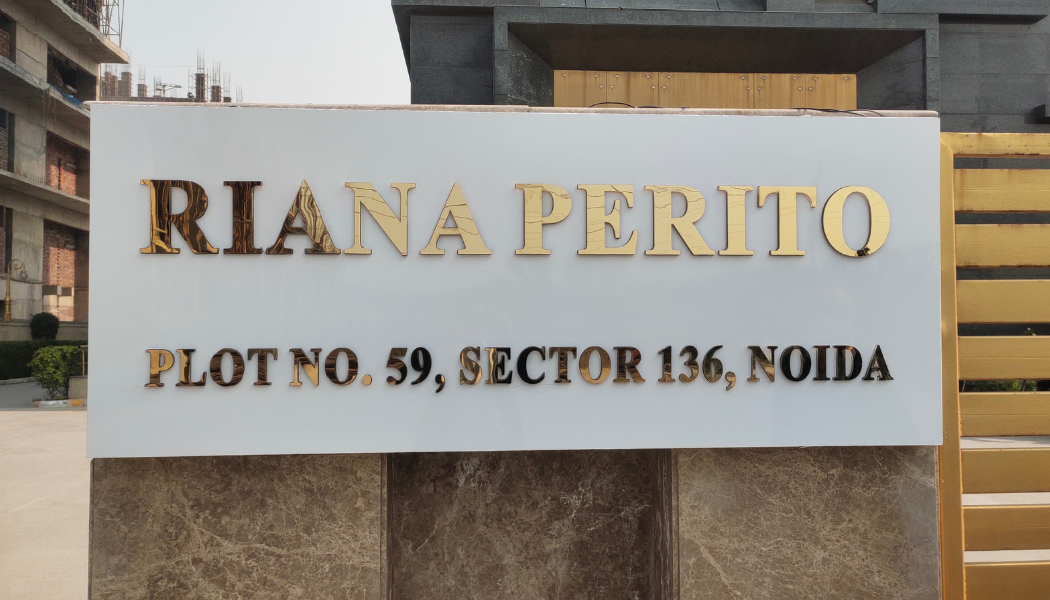 RIANA PERITO
PLOT NO. 59, SECTOR 136, NOIDA